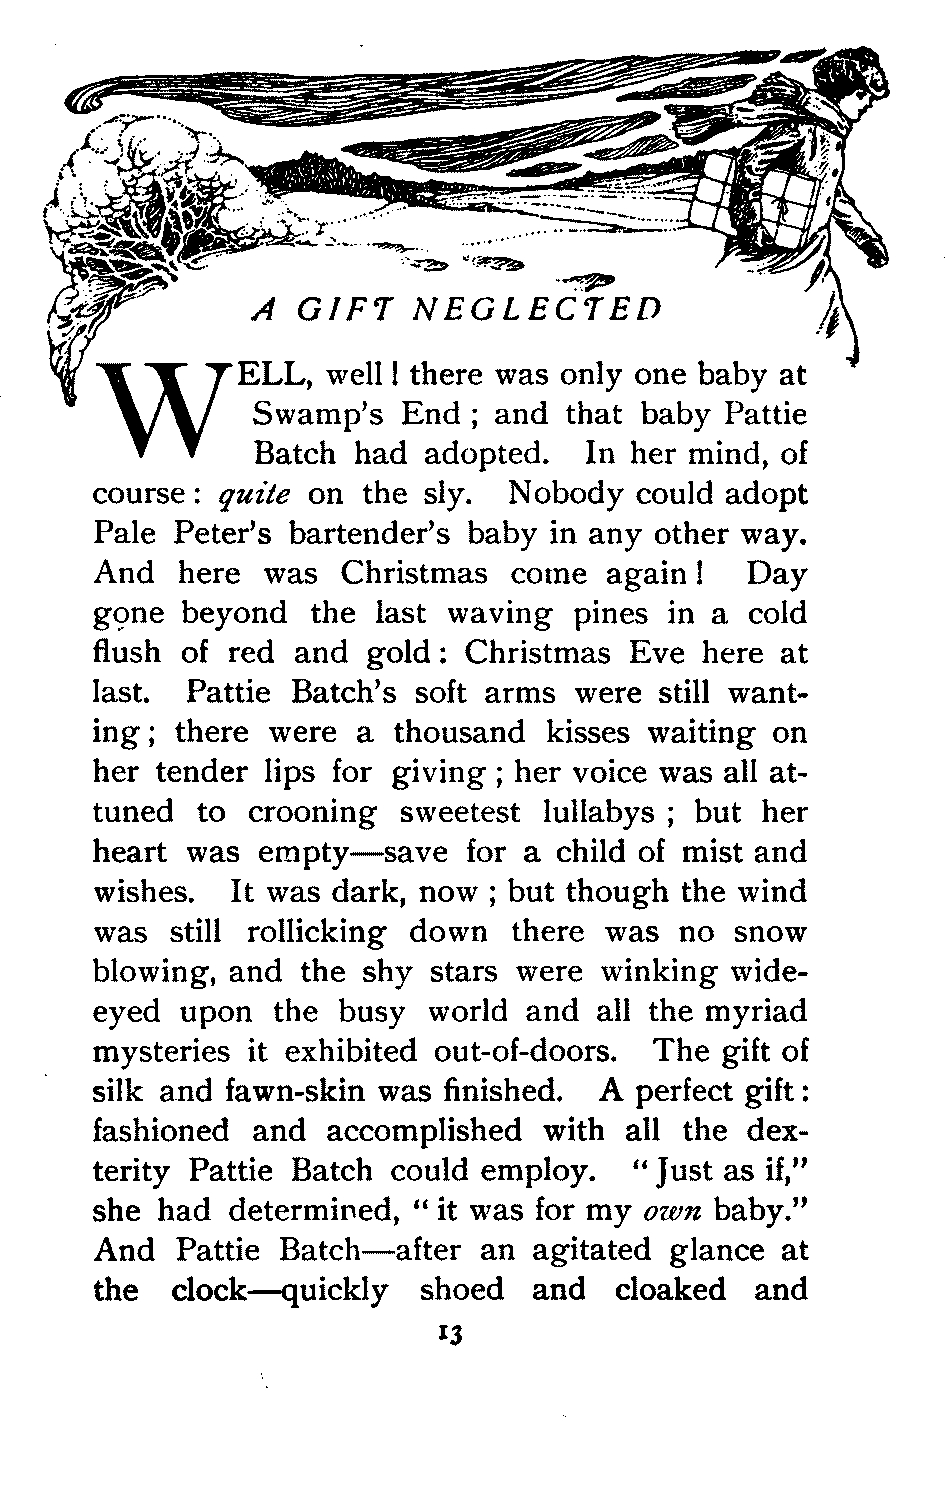 A GIFT NEGLECTED
WELL, well! there was only one baby at
Swamp's End; and that baby Pattie
Batch had adopted. In her mind, of
course: quite on the sly. Nobody could adopt
Pale Peter's bartender's baby in any other way.
And here was Christmas come again! Day
gone beyond the last waving pines in a cold
flush of red and gold: Christmas Eve here at
last. Pattie Batch's soft arms were still want-
ing; there were a thousand kisses waiting on
her tender lips for giving; her voice was all at-
tuned to crooning sweetest lullabys; but her
heart was empty—save for a child of mist and
wishes. It was dark, now; but though the wind
was still rollicking down there was no snow
blowing, and the shy stars were winking wide-
eyed upon the busy world and all the myriad
mysteries it exhibited out-of-doors. The gift of
silk and fawn-skin was finished. A perfect gift:
fashioned and accomplished with all the dex-
terity Pattie Batch could employ. "Just as if,"
she had determined, "it was for my own baby."
And Pattie Batch—after an agitated glance at
the clock—quickly shoed and cloaked and
13